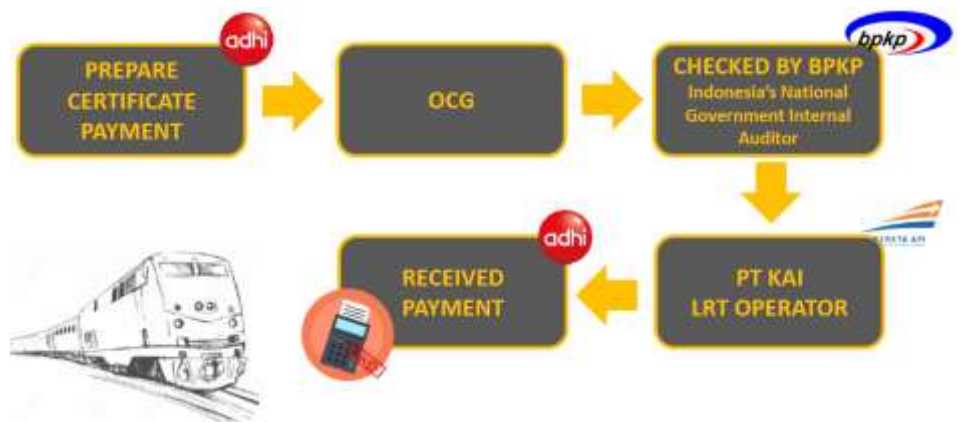 adhi
PREPARE
CERTIFICATE
PAYMENT
OCG
bpkp
CHECKED BY BPKP
Indonesia's National
Government Internal
Auditor
adhi
RECEIVED
PAYMENT
PT KAI
LRT OPERATOR